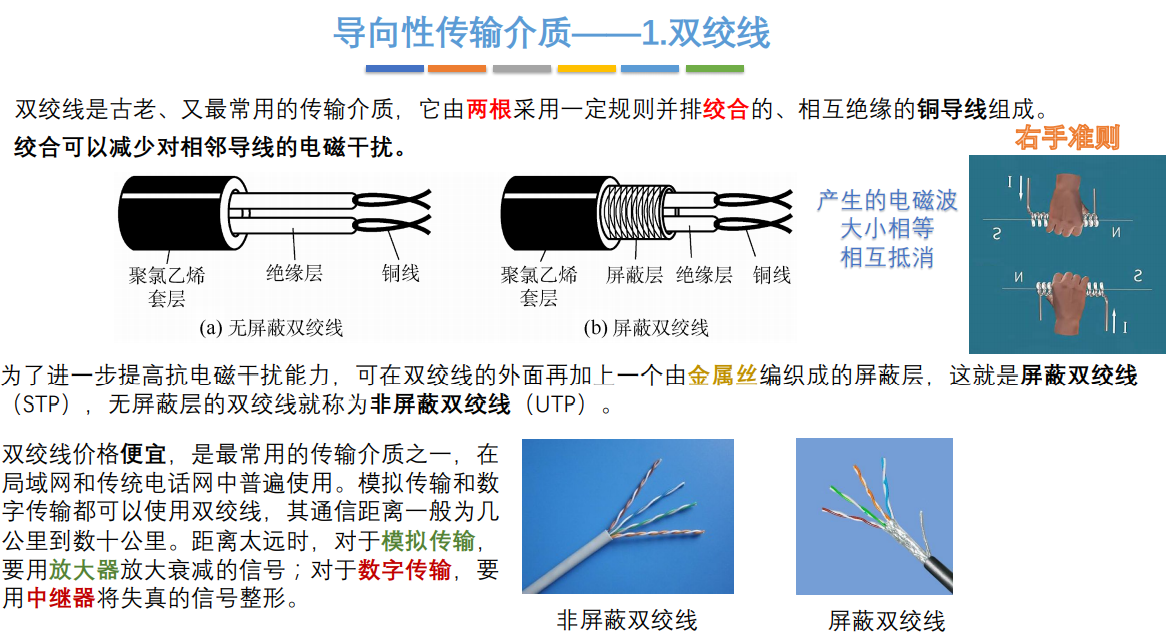 导向性传输介质——1.双绞线
双绞线是古老、又最常用的传输介质，它由两根采用一定规则并排绞合的、相互绝缘的铜导线组成。
绞合可以减少对相邻导线的电磁干扰。
右手准则
聚氯乙烯
套层
绝缘层
铜线
(a) 无屏蔽双绞线
聚氯乙烯
套层
屏蔽层
绝缘层
铜线
(b) 屏蔽双绞线
产生的电磁波
大小相等
相互抵消
I
S
N
N
S
I
为了进一步提高抗电磁干扰能力，可在双绞线的外面再加上一个由金属丝编织成的屏蔽层，这就是屏蔽双绞线
（STP），无屏蔽层的双绞线就称为非屏蔽双绞线（UTP）。
双绞线价格便宜，是最常用的传输介质之一，在
局域网和传统电话网中普遍使用。模拟传输和数
字传输都可以使用双绞线，其通信距离一般为几
公里到数十公里。距离太远时，对于模拟传输，
要用放大器放大衰减的信号；对于数字传输，要
用中继器将失真的信号整形。
非屏蔽双绞线
屏蔽双绞线